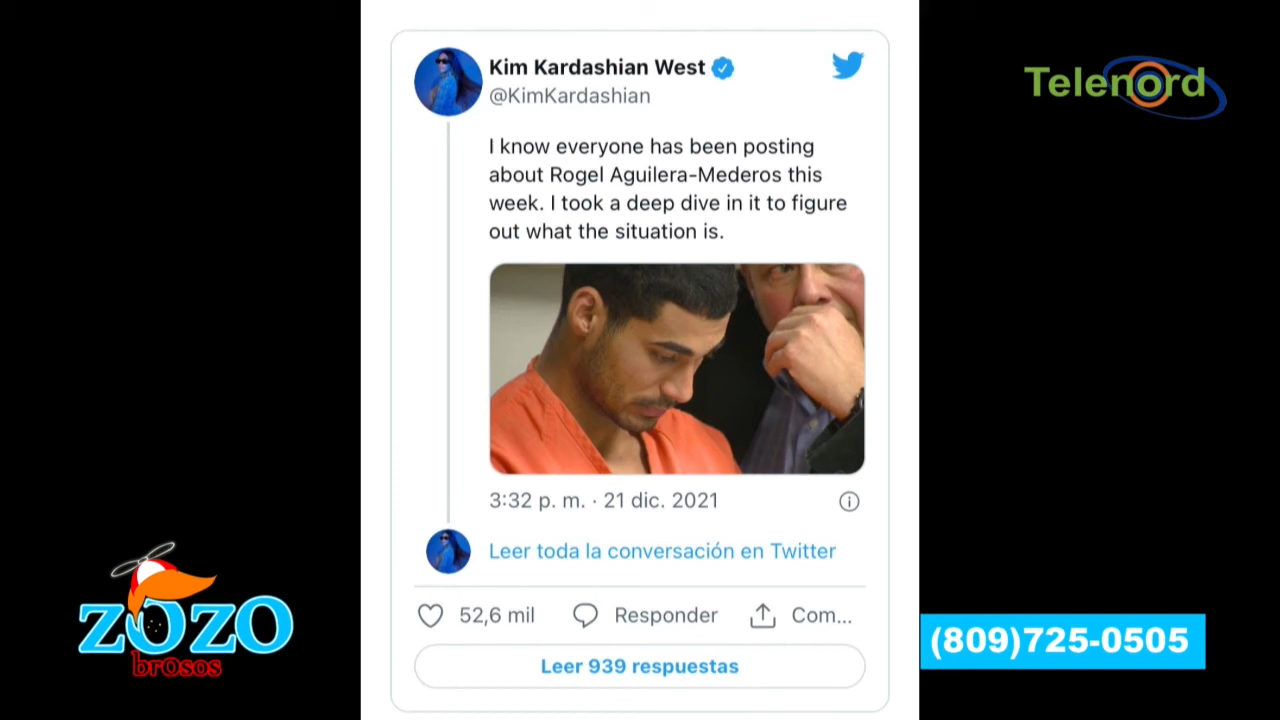 Kim Kardashian West
@KimKardashian
Telenord
I know everyone has been posting
about Rogel Aguilera-Mederos this
week. I took a deep dive in it to figure
out what the situation is.
3:32 p. m. · 21 dic. 2021
Leer toda la conversación en Twitter
52,6 mil Responder Com...
Leer 939 respuestas
zOzO
brOsos
(809)725-0505